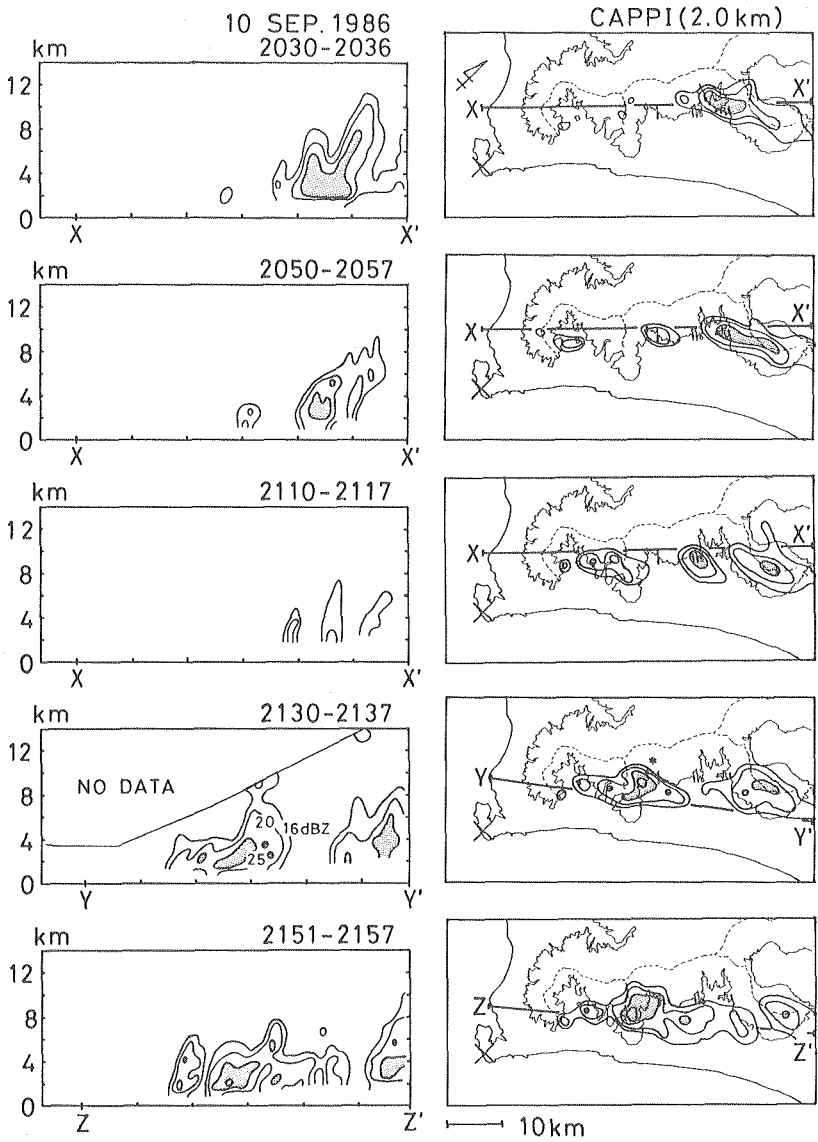 10 SEP. 1986
2030-2036
CAPPI (2.0km)
km
12
8
4
0
X X'
X X'
2050-2057
km
12
8
4
0
X X'
X X'
2110-2117
km
12
8
4
0
X X'
X X'
2130-2137
km
12
8
4
0
NO DATA
20 16dBZ
25
Y Y'
Y Y'
*
2151-2157
km
12
8
4
0
Z Z'
Z Z'
10km